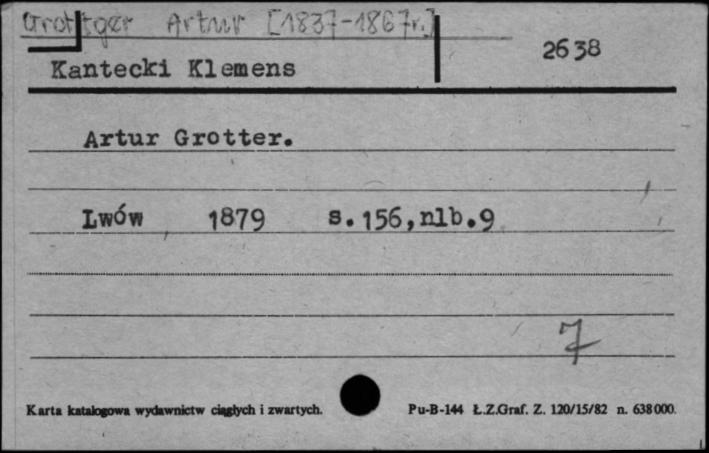 Grottger Artur [1837-1867r.]
2638
Kantecki Klemens
Artur Grotter.
Lwów 1879 s.156,nlb.9
7
Karta katalogowa wydawnictw ciągłych i zwartych. Pu-B-144 Ł.Z.Graf. Z. 120/15/82 n. 638000.